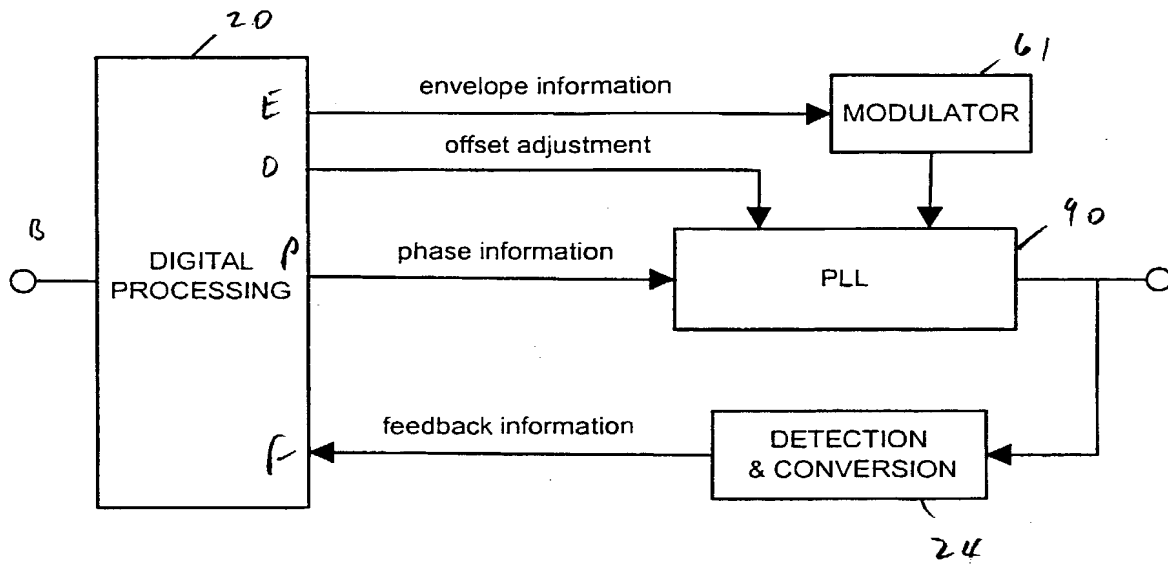 20
61
E
envelope information
MODULATOR
O
offset adjustment
B
90
DIGITAL
PROCESSING
P
phase information
PLL
F
feedback information
DETECTION
& CONVERSION
24